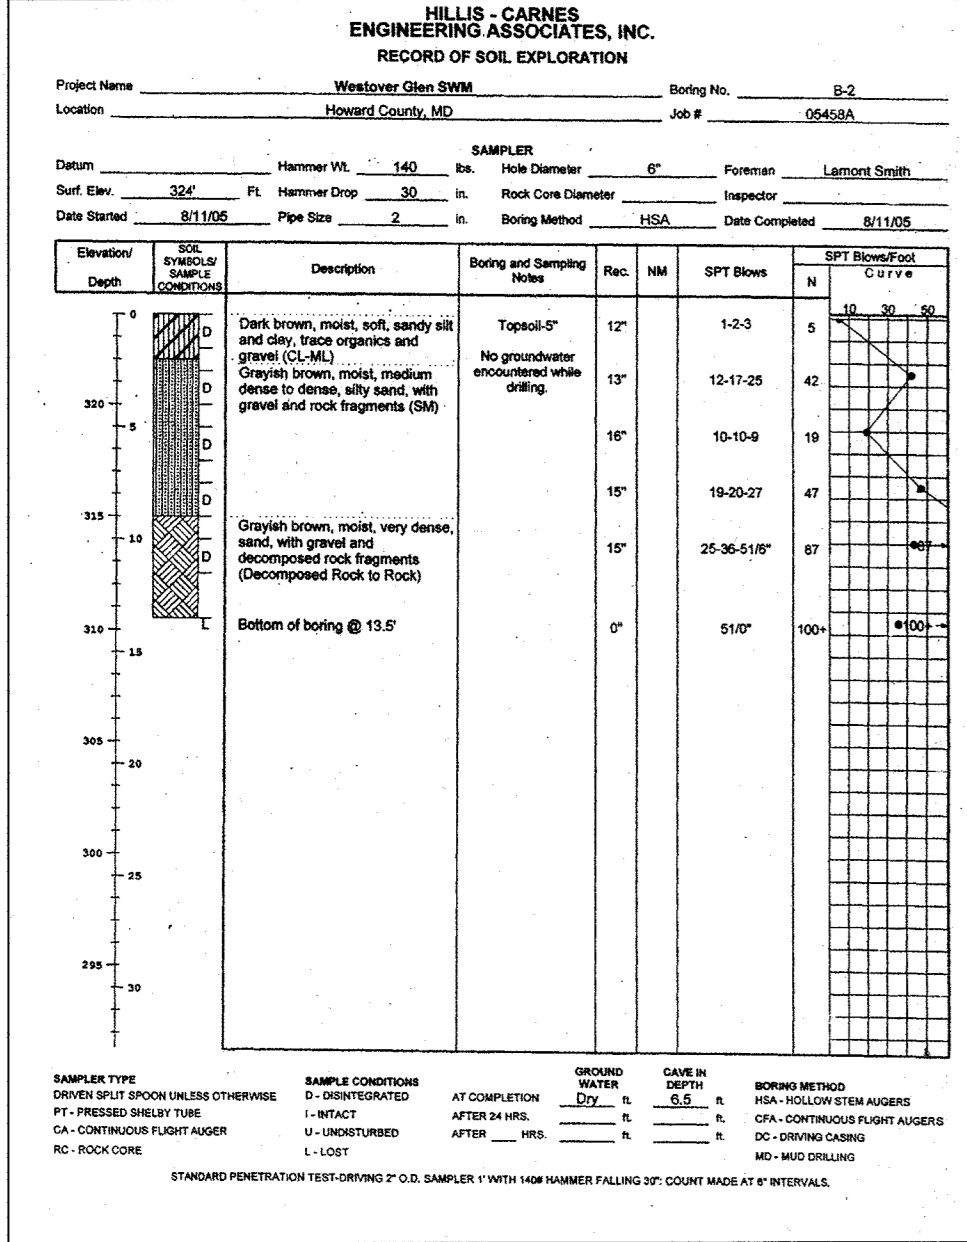 HILLIS - CARNES
ENGINEERING ASSOCIATES, INC.
RECORD OF SOIL EXPLORATION
Project Name Westover Glen SWM Boring No. B-2
Location Howard County, MD Job # 05458A
SAMPLER
Datum Hammer Wt. 140 lbs. Hole Diameter 6" Foreman Lamont Smith
Surf. Elev. 324' Ft. Hammer Drop 30 in. Rock Core Diameter Inspector
Date Started 8/11/05 Pipe Size 2 in. Boring Method HSA Date Completed 8/11/05
Elevation/ Depth
SOIL SYMBOLS/ SAMPLE CONDITIONS
Description
Boring and Sampling Notes
Rec. NM SPT Blows
SPT Blows/Foot
N Curve
10 30 50
0
D Dark brown, moist, soft, sandy silt Topsoil-5" 12" 1-2-3 5
and clay, trace organics and
gravel (CL-ML) No groundwater
D Grayish brown, moist, medium encountered while 13" 12-17-25 42
dense to dense, silty sand, with drilling.
320 gravel and rock fragments (SM)
5
D 16" 10-10-9 19
D 15" 19-20-27 47
315
Grayish brown, moist, very dense,
10
sand, with gravel and
D decomposed rock fragments 15" 25-36-51/6" 87 87
(Decomposed Rock to Rock)
310 L Bottom of boring @ 13.5' 0" 51/0" 100+ 100+
15
305
20
300
25
295
30
SAMPLER TYPE
DRIVEN SPLIT SPOON UNLESS OTHERWISE
PT - PRESSED SHELBY TUBE
CA - CONTINUOUS FLIGHT AUGER
RC - ROCK CORE
SAMPLE CONDITIONS
D - DISINTEGRATED
I - INTACT
U - UNDISTURBED
L - LOST
GROUND WATER CAVE IN DEPTH
AT COMPLETION Dry ft. 6.5 ft.
AFTER 24 HRS. ft. ft.
AFTER HRS. ft. ft.
BORING METHOD
HSA - HOLLOW STEM AUGERS
CFA - CONTINUOUS FLIGHT AUGERS
DC - DRIVING CASING
MD - MUD DRILLING
STANDARD PENETRATION TEST-DRIVING 2" O.D. SAMPLER 1' WITH 140# HAMMER FALLING 30": COUNT MADE AT 6" INTERVALS.